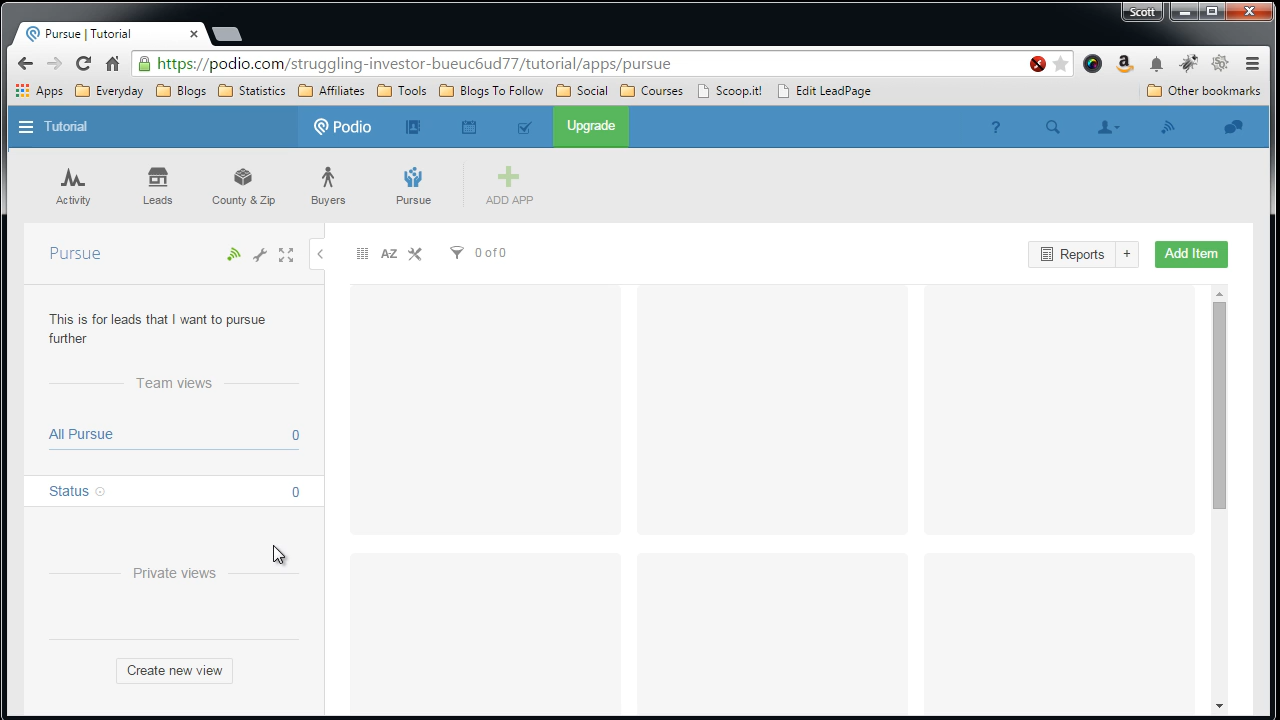 Scott
Pursue | Tutorial
https://podio.com/struggling-investor-bueuc6ud77/tutorial/apps/pursue
Apps Everyday Blogs Statistics Affiliates Tools Blogs To Follow Social Courses Scoop.it! Edit LeadPage Other bookmarks
Tutorial Podio Upgrade ?
Activity Leads County & Zip Buyers Pursue ADD APP
Pursue A-Z 0 of 0 Reports + Add Item
This is for leads that I want to pursue
further
Team views
All Pursue 0
Status 0
Private views
Create new view